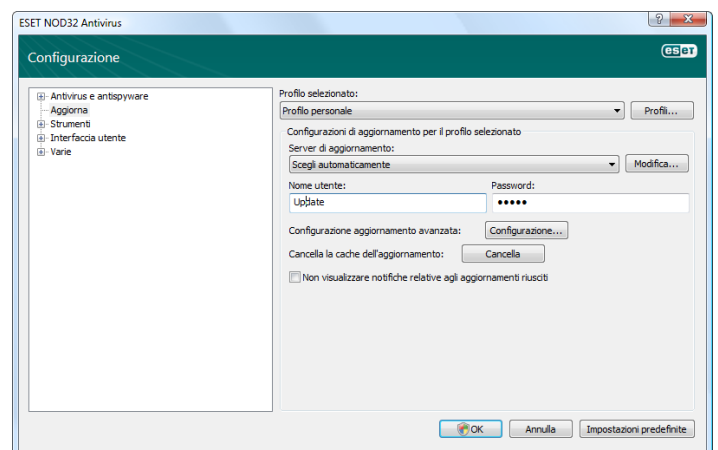 ESET NOD32 Antivirus
Configurazione
eset
Antivirus e antispyware
Aggiorna
Strumenti
Interfaccia utente
Varie
Profilo selezionato:
Profilo personale
Profili...
Configurazioni di aggiornamento per il profilo selezionato
Server di aggiornamento:
Scegli automaticamente
Modifica...
Nome utente:
Password:
Update
•••••
Configurazione aggiornamento avanzata:
Configurazione...
Cancella la cache dell'aggiornamento:
Cancella
Non visualizzare notifiche relative agli aggiornamenti riusciti
OK
Annulla
Impostazioni predefinite